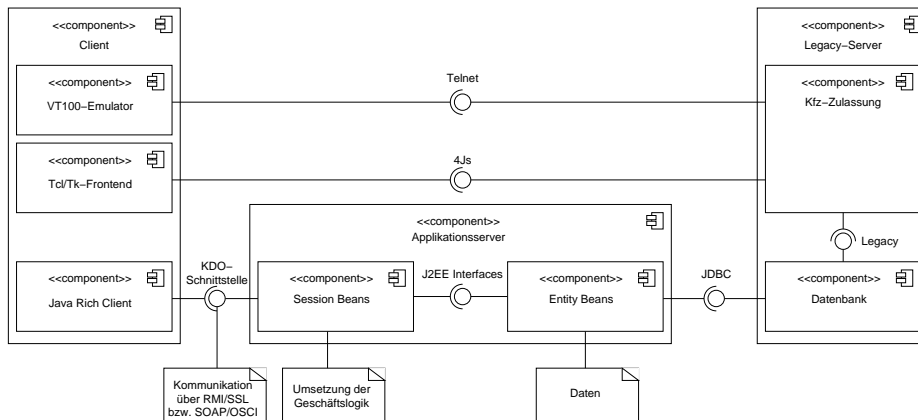 <<component>>
Client
<<component>>
VT100–Emulator
<<component>>
Tcl/Tk–Frontend
<<component>>
Java Rich Client
Telnet
4Js
<<component>>
Applikationsserver
KDO–
Schnittstelle
<<component>>
Session Beans
J2EE Interfaces
<<component>>
Entity Beans
JDBC
<<component>>
Legacy–Server
<<component>>
Kfz–Zulassung
Legacy
<<component>>
Datenbank
Kommunikation
über RMI/SSL
bzw. SOAP/OSCI
Umsetzung der
Geschäftslogik
Daten